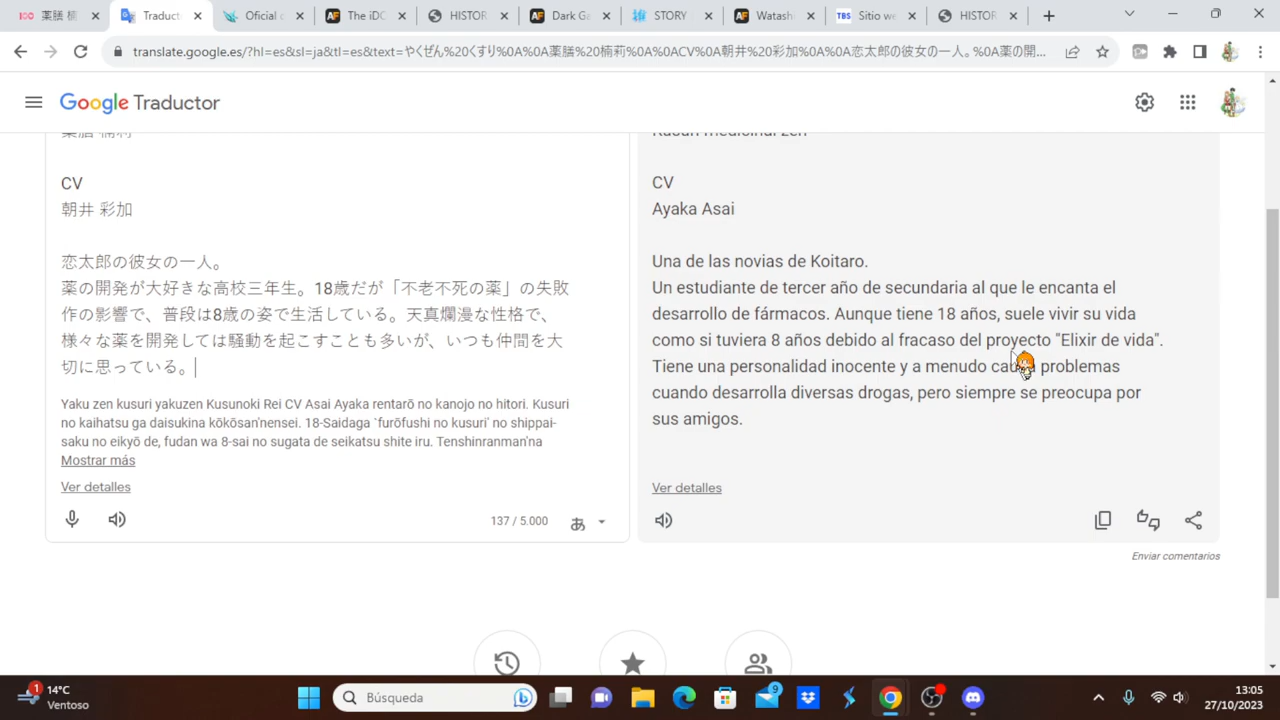 薬膳 楠
Traduct
Oficial c
The iDC
HISTOR
Dark Ga
STORY
Watash
Sitio we
HISTOR
translate.google.es/?hl=es&sl=ja&tl=es&text=やくぜん%20くすり%0A%0A薬膳%20楠莉%0A%0ACV%0A朝井%20彩加%0A%0A恋太郎の彼女の一人。%0A薬の開...
Google Traductor
薬膳 楠莉
Kusuri medicinal zen
CV
CV
朝井 彩加
Ayaka Asai
恋太郎の彼女の一人。
薬の開発が大好きな高校三年生。18歳だが「不老不死の薬」の失敗
作の影響で、普段は8歳の姿で生活している。天真爛漫な性格で、
様々な薬を開発しては騒動を起こすことも多いが、いつも仲間を大
切に思っている。
Una de las novias de Koitaro.
Un estudiante de tercer año de secundaria al que le encanta el
desarrollo de fármacos. Aunque tiene 18 años, suele vivir su vida
como si tuviera 8 años debido al fracaso del proyecto "Elixir de vida".
Tiene una personalidad inocente y a menudo causa problemas
cuando desarrolla diversas drogas, pero siempre se preocupa por
sus amigos.
Yaku zen kusuri yakuzen Kusunoki Rei CV Asai Ayaka rentarō no kanojo no hitori. Kusuri
no kaihatsu ga daisukina kōkōsan'nensei. 18-Saidaga `furōfushi no kusuri' no shippai-
saku no eikyō de, fudan wa 8-sai no sugata de seikatsu shite iru. Tenshinranman'na
Mostrar más
Ver detalles
Ver detalles
137 / 5.000
あ
Enviar comentarios
1
14°C
Ventoso
Búsqueda
9
13:05
27/10/2023